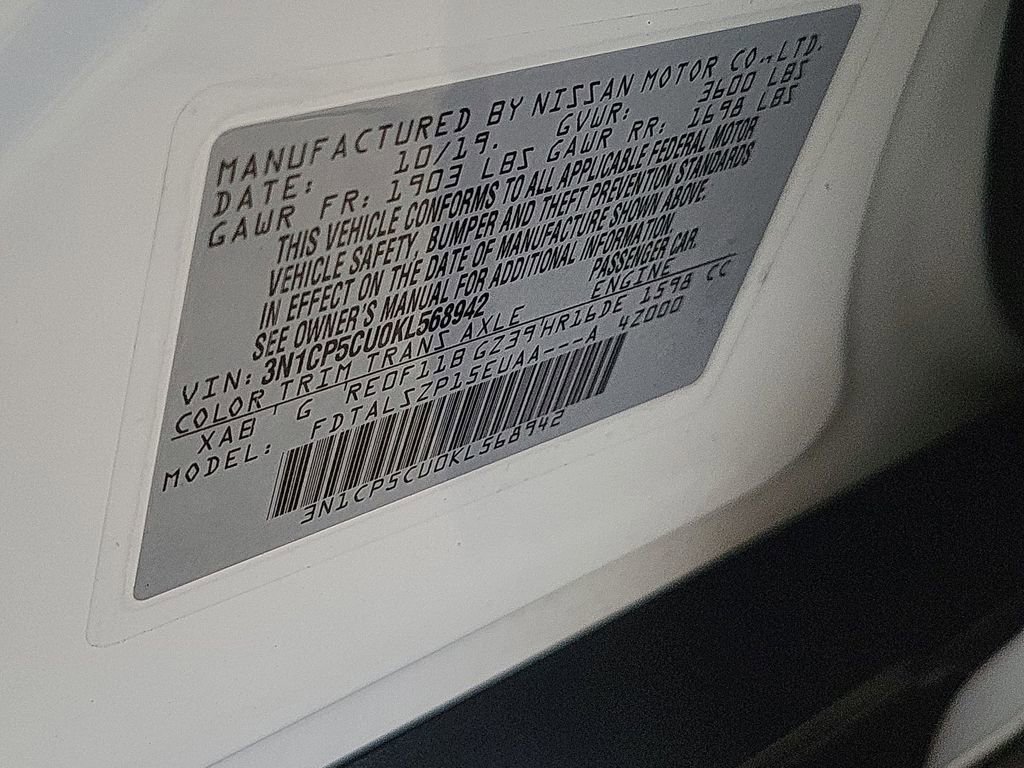 MANUFACTURED BY NISSAN MOTOR CO., LTD.
DATE: 10/19. GVWR: 3600 LBS
GAWR FR: 1903 LBS GAWR RR: 1698 LBS
THIS VEHICLE CONFORMS TO ALL APPLICABLE FEDERAL MOTOR
VEHICLE SAFETY, BUMPER AND THEFT PREVENTION STANDARDS
IN EFFECT ON THE DATE OF MANUFACTURE SHOWN ABOVE.
SEE OWNER'S MANUAL FOR ADDITIONAL INFORMATION.
VIN: 3N1CP5CU0KL568942 PASSENGER CAR.
COLOR TRIM TRANS AXLE ENGINE
XAB G RE0F11B GZ39 HR16DE 1598 CC
MODEL: FDTALSZP15EUAA---A 4Z000
3N1CP5CU0KL568942